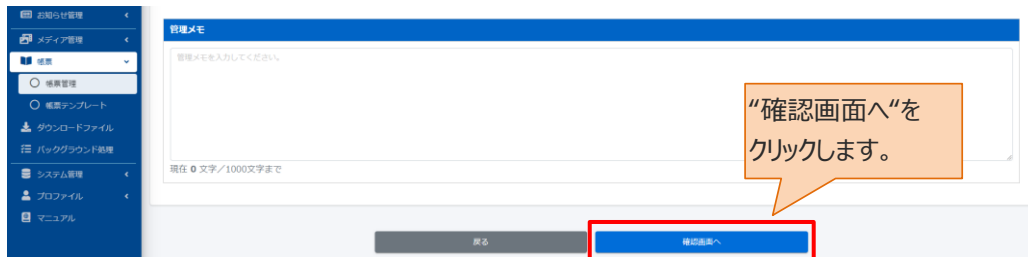 お知らせ管理
メディア管理
帳票
帳票管理
帳票テンプレート
ダウンロードファイル
バックグラウンド処理
システム管理
プロファイル
マニュアル
管理メモ
管理メモを入力してください。
現在 0 文字／1000文字まで
“確認画面へ“を
クリックします。
戻る
確認画面へ